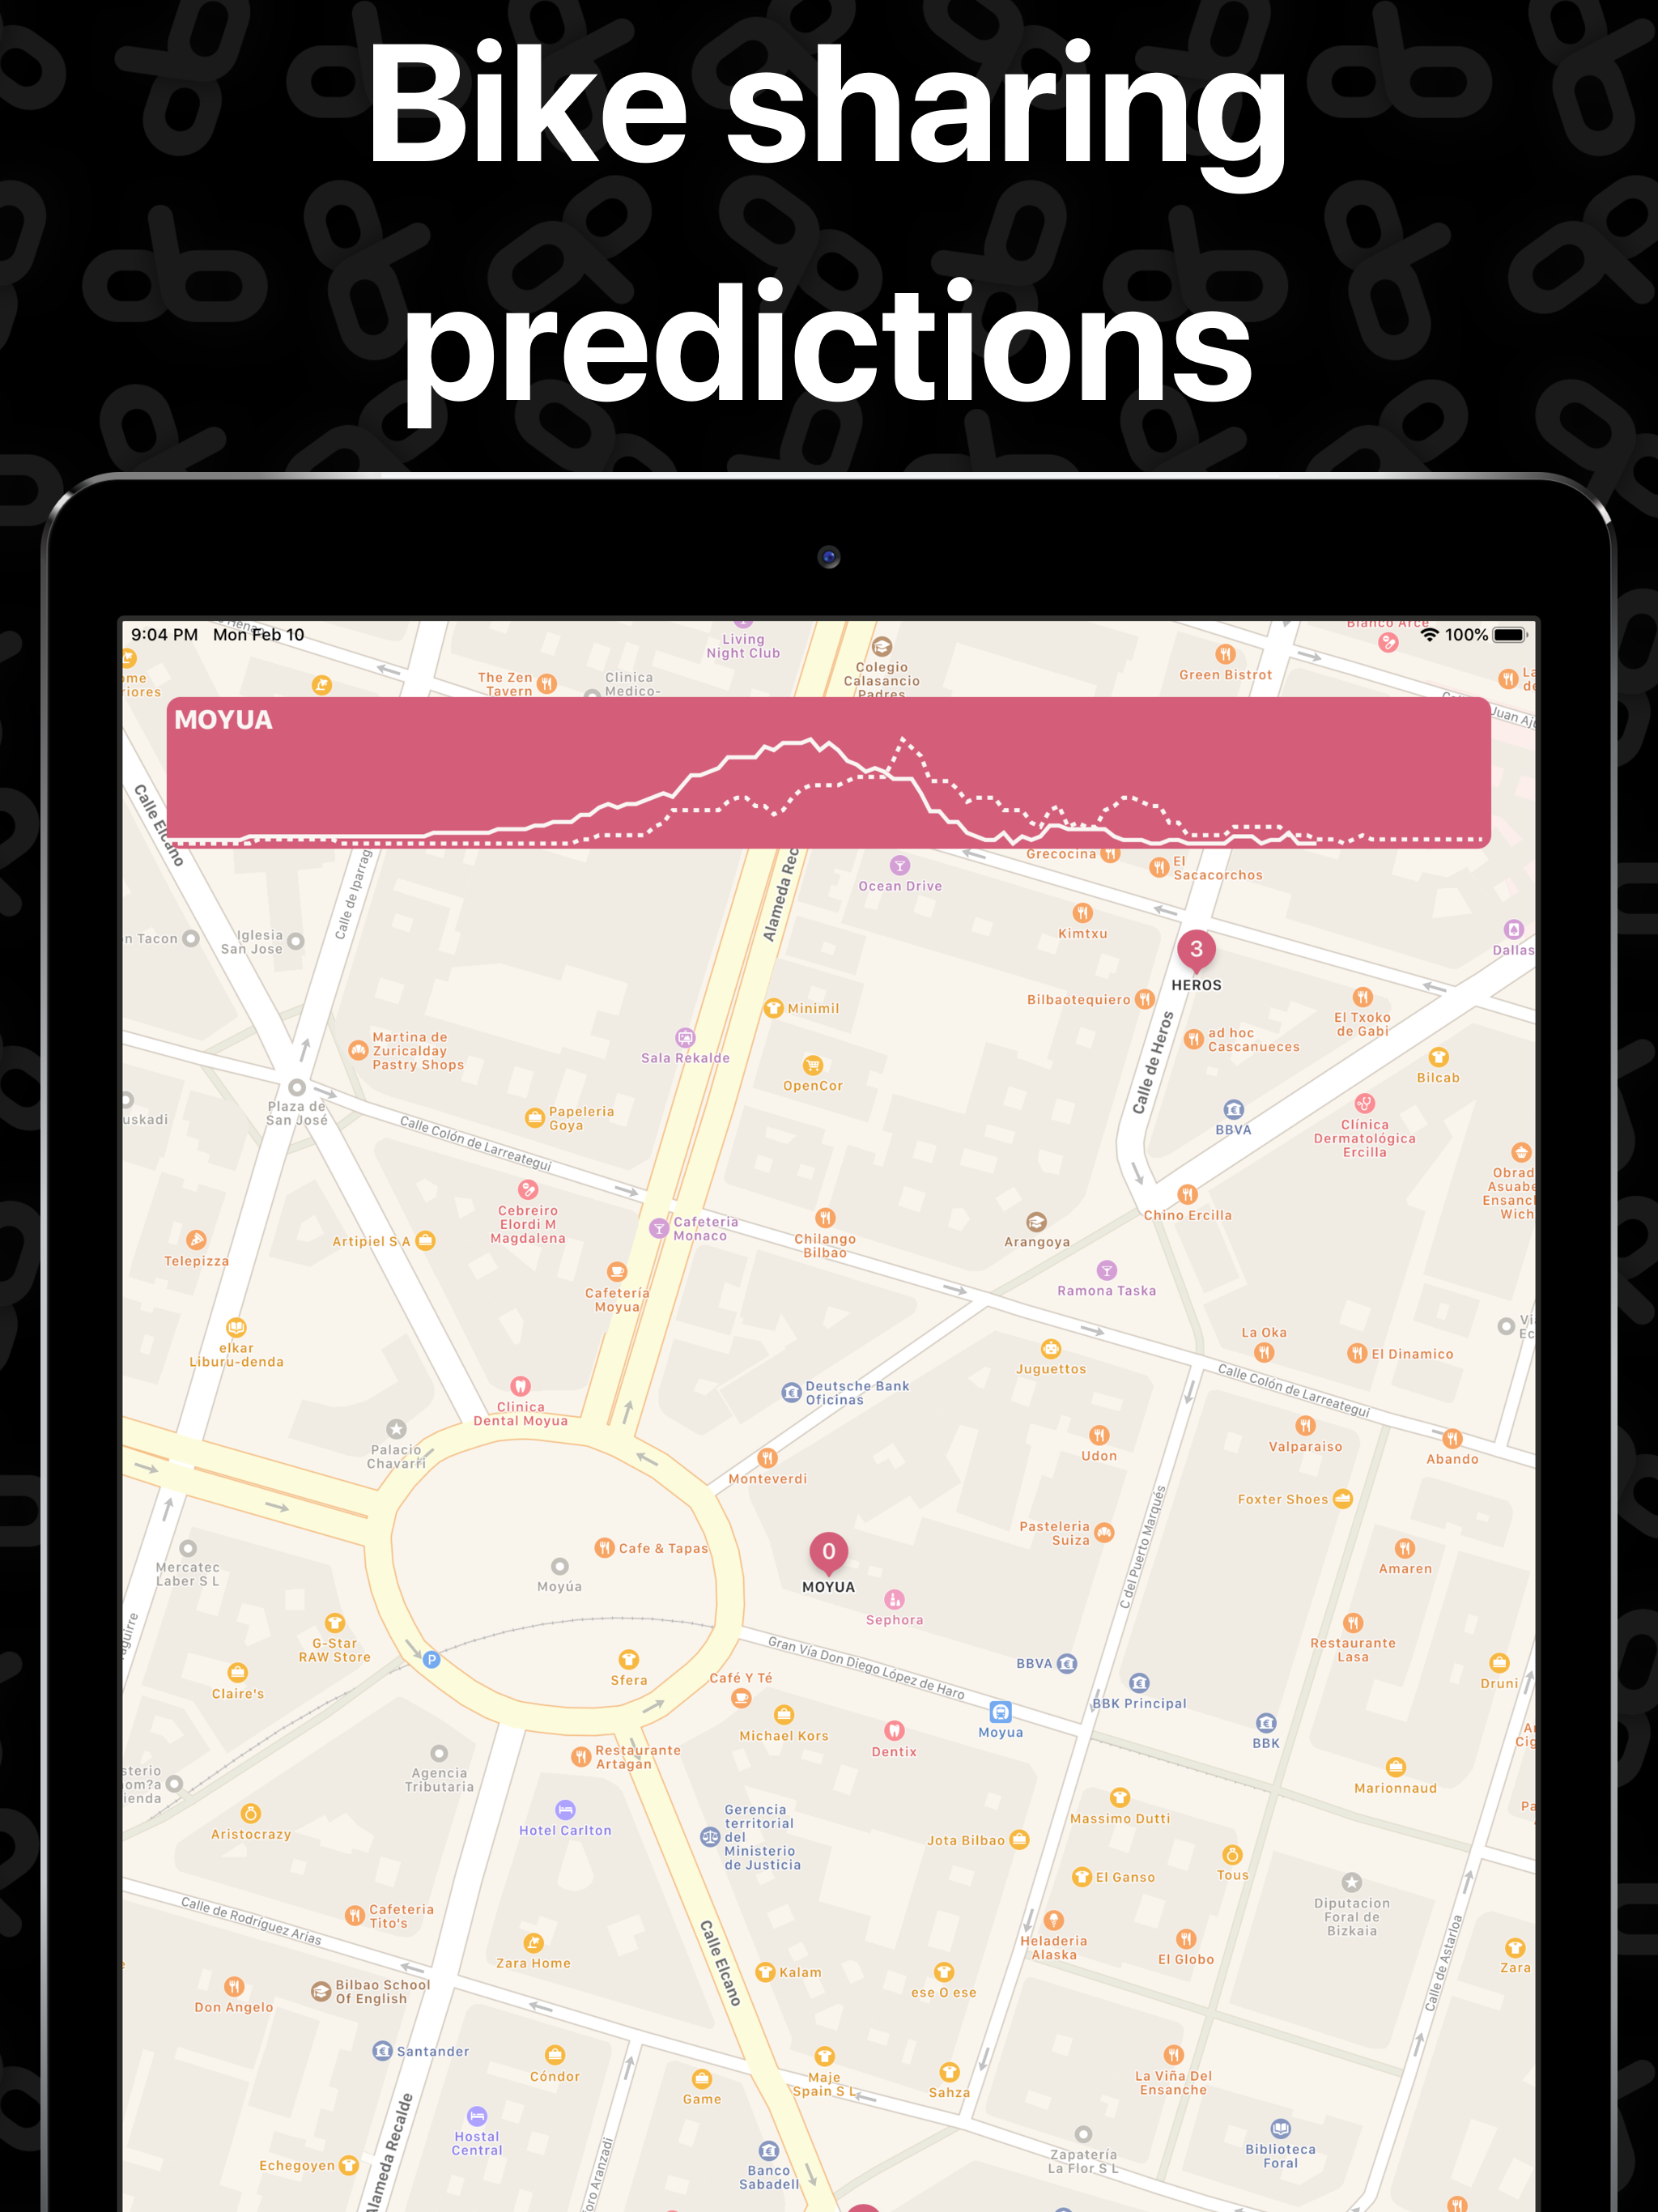 Bike sharing
predictions
9:04 PM Mon Feb 10
100%
Living
Night Club
Colegio
Calasancio
Padres
Green Bistrot
Blanco Arce
The Zen
Tavern
Clinica
Medico-
MOYUA
Calle Elcano
Calle de Iparrag
Alameda Rec
Grecocina
El
Sacacorchos
Ocean Drive
Kimtxu
Dallas
n Tacon
Iglesia
San Jose
3
HEROS
Bilbaotequiero
El Txoko
de Gabi
ad hoc
Cascanueces
Minimil
Martina de
Zuricalday
Pastry Shops
Sala Rekalde
OpenCor
Bilcab
Calle de Heros
Plaza de
San José
uskadi
Papeleria
Goya
Calle Colón de Larreategui
BBVA
Clínica
Dermatológica
Ercilla
Obrad
Asuabe
Ensanc
Wich
Cebreiro
Elordi M
Magdalena
Chino Ercilla
Telepizza
Artipiel S A
Cafeteria
Monaco
Chilango
Bilbao
Arangoya
Cafetería
Moyua
Ramona Taska
elkar
Liburu-denda
La Oka
El Dinamico
Juguettos
Calle Colón de Larreategui
Clinica
Dental Moyua
Deutsche Bank
Oficinas
Palacio
Chavarri
Udon
Valparaiso
Abando
Monteverdi
Foxter Shoes
C del Puerto Marqués
Pasteleria
Suiza
Cafe & Tapas
0
MOYUA
Mercatec
Laber S L
Moyúa
Amaren
Sephora
G-Star
RAW Store
Restaurante
Lasa
Gran Vía Don Diego López de Haro
P
Claire's
Sfera
Café Y Té
BBVA
BBK Principal
Druni
Michael Kors
Dentix
Moyua
BBK
Restaurante
Artagan
Agencia
Tributaria
Marionnaud
Aristocrazy
Hotel Carlton
Gerencia
territorial
del
Ministerio
de Justicia
Massimo Dutti
Jota Bilbao
El Ganso
Tous
Diputacion
Foral de
Bizkaia
Calle de Rodríguez Arias
Cafeteria
Tito's
Calle Elcano
Heladeria
Alaska
El Globo
Calle de Astarloa
Zara Home
Kalam
ese O ese
Zara
Don Angelo
Bilbao School
Of English
Santander
Cóndor
Game
Maje
Spain S L
Sahza
La Viña Del
Ensanche
Hostal
Central
Alameda Recalde
Echegoyen
Banco
Sabadell
Zapatería
La Flor S L
Biblioteca
Foral